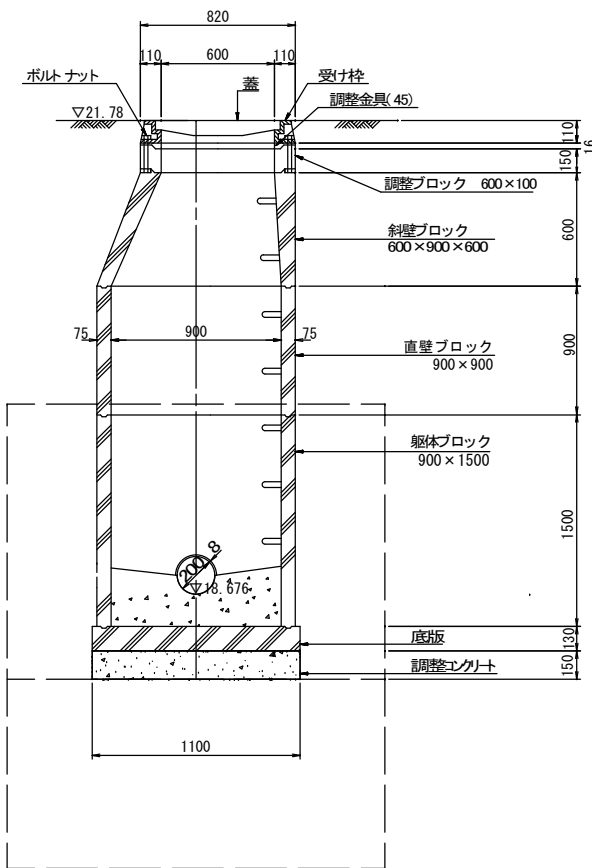 820
110 600 110
ボルトナット 蓋 受け枠
調整金具(45)
▽21.78
110
16
150
調整ブロック 600×100
斜壁ブロック
600×900×600
600
75 900 75
直壁ブロック
900×900
900
躯体ブロック
900×1500
1500
200 8
▽18.676
底版
130
調整コンクリート
150
1100